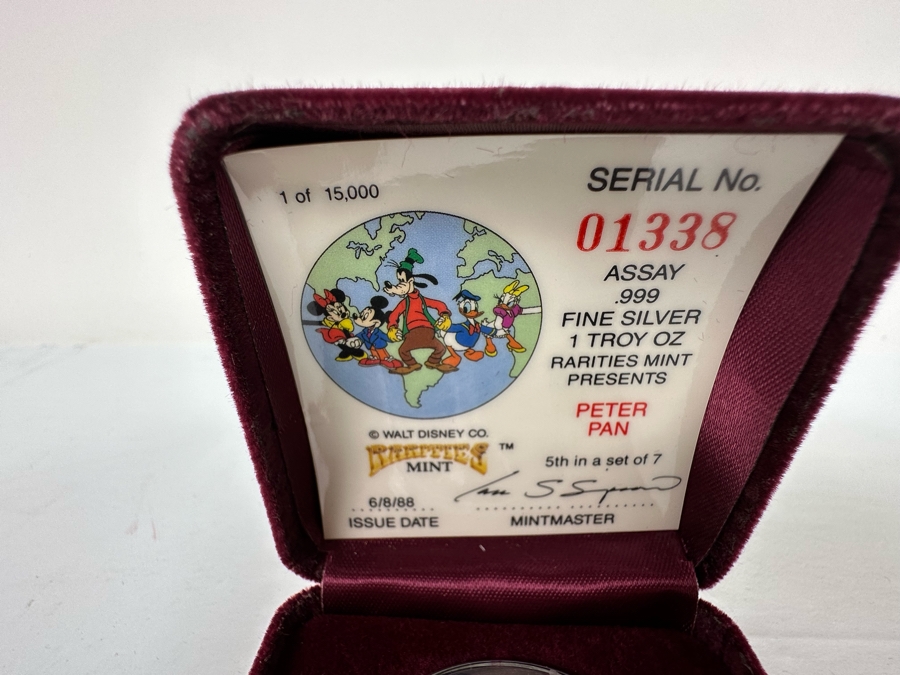 1 of 15,000
SERIAL No.
01338
ASSAY
.999
FINE SILVER
1 TROY OZ
RARITIES MINT
PRESENTS
PETER
PAN
5th in a set of 7
© WALT DISNEY CO.
RARITIES ™
MINT
6/8/88
ISSUE DATE
MINTMASTER